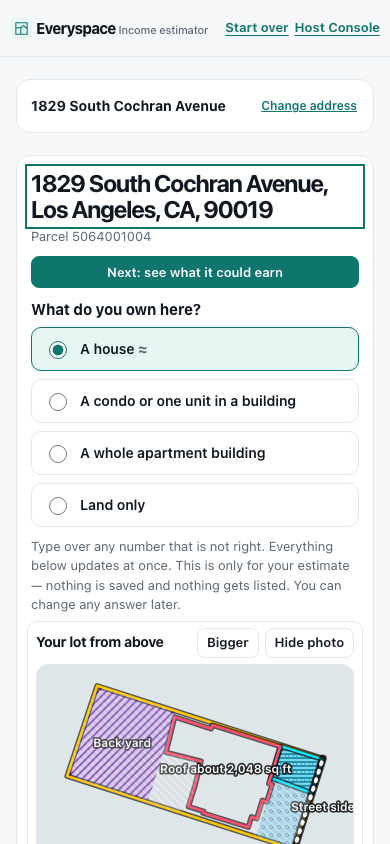 Everyspace Income estimator Start over Host Console
1829 South Cochran Avenue Change address
1829 South Cochran Avenue,
Los Angeles, CA, 90019
Parcel 5064001004
Next: see what it could earn
What do you own here?
A house ≈
A condo or one unit in a building
A whole apartment building
Land only
Type over any number that is not right. Everything
below updates at once. This is only for your estimate
— nothing is saved and nothing gets listed. You can
change any answer later.
Your lot from above Bigger Hide photo
Back yard
Roof about 2,048 sq ft
Street side